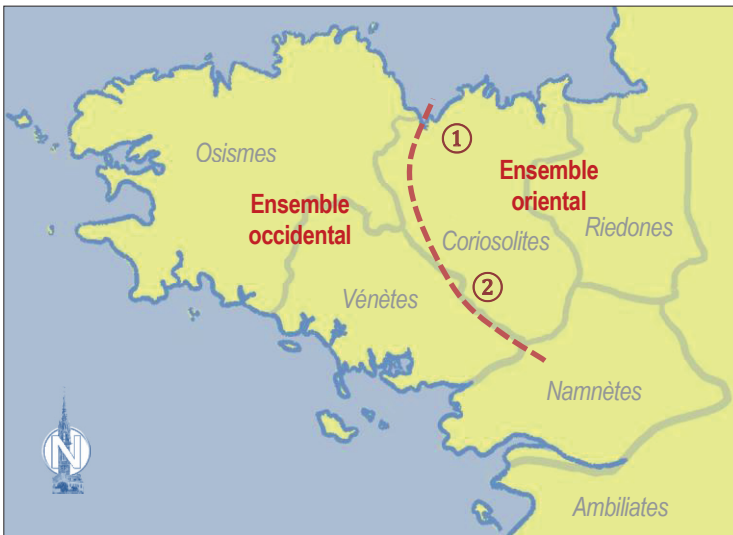 ①
Osismes
Ensemble
oriental
Ensemble
occidental
Riedones
Coriosolites
②
Vénètes
Namnètes
N
Ambiliates